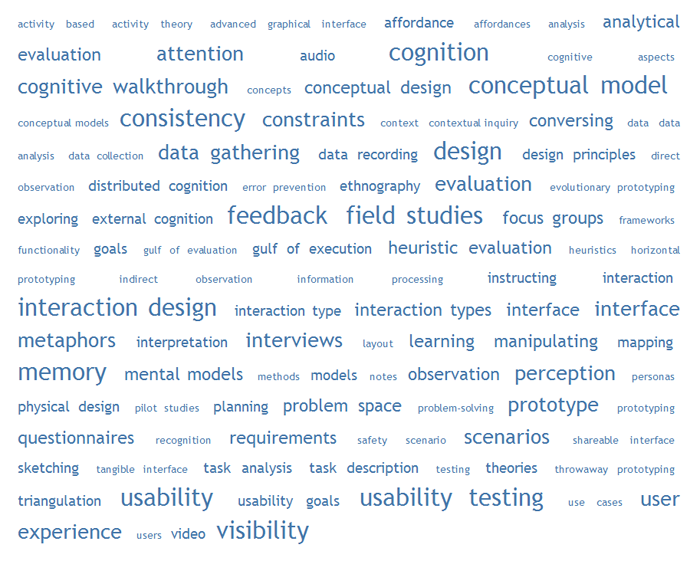 activity based activity theory advanced graphical interface affordance affordances analysis analytical
evaluation attention audio cognition cognitive aspects
cognitive walkthrough concepts conceptual design conceptual model
conceptual models consistency constraints context contextual inquiry conversing data data
analysis data collection data gathering data recording design design principles direct
observation distributed cognition error prevention ethnography evaluation evolutionary prototyping
exploring external cognition feedback field studies focus groups frameworks
functionality goals gulf of evaluation gulf of execution heuristic evaluation heuristics horizontal
prototyping indirect observation information processing instructing interaction
interaction design interaction type interaction types interface interface
metaphors interpretation interviews layout learning manipulating mapping
memory mental models methods models notes observation perception personas
physical design pilot studies planning problem space problem-solving prototype prototyping
questionnaires recognition requirements safety scenario scenarios shareable interface
sketching tangible interface task analysis task description testing theories throwaway prototyping
triangulation usability usability goals usability testing use cases user
experience users video visibility